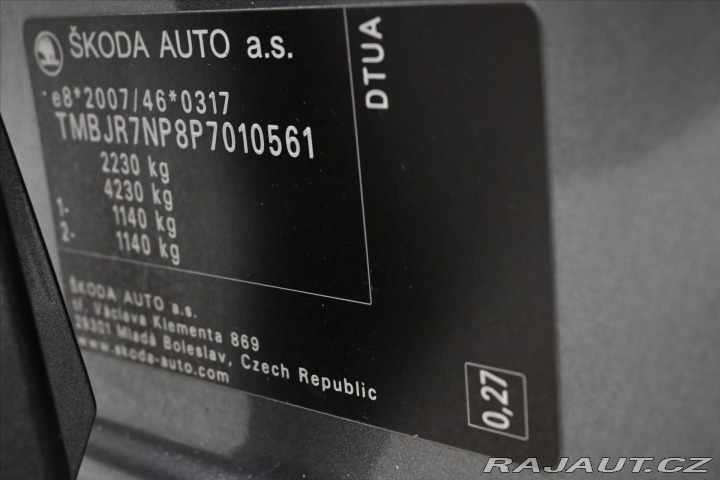 ŠKODA AUTO a.s.
e8*2007/46*0317
TMBJR7NP8P7010561
2230 kg
4230 kg
1- 1140 kg
2- 1140 kg
DTUA
ŠKODA AUTO a.s.
tř. Václava Klementa 869
29301 Mladá Boleslav, Czech Republic
www.skoda-auto.com
0,27
RAJAUT.CZ